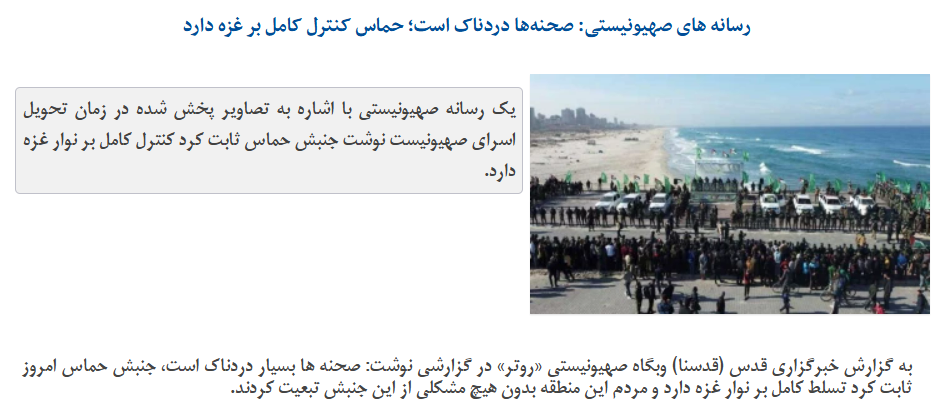 رسانه های صهیونیستی: صحنه‌ها دردناک است؛ حماس کنترل کامل بر غزه دارد
یک رسانه صهیونیستی با اشاره به تصاویر پخش شده در زمان تحویل
اسرای صهیونیست نوشت جنبش حماس ثابت کرد کنترل کامل بر نوار غزه
دارد.
به گزارش خبرگزاری قدس (قدسنا) وبگاه صهیونیستی «روتر» در گزارشی نوشت: صحنه ها بسیار دردناک است، جنبش حماس امروز
ثابت کرد تسلط کامل بر نوار غزه دارد و مردم این منطقه بدون هیچ مشکلی از این جنبش تبعیت کردند.